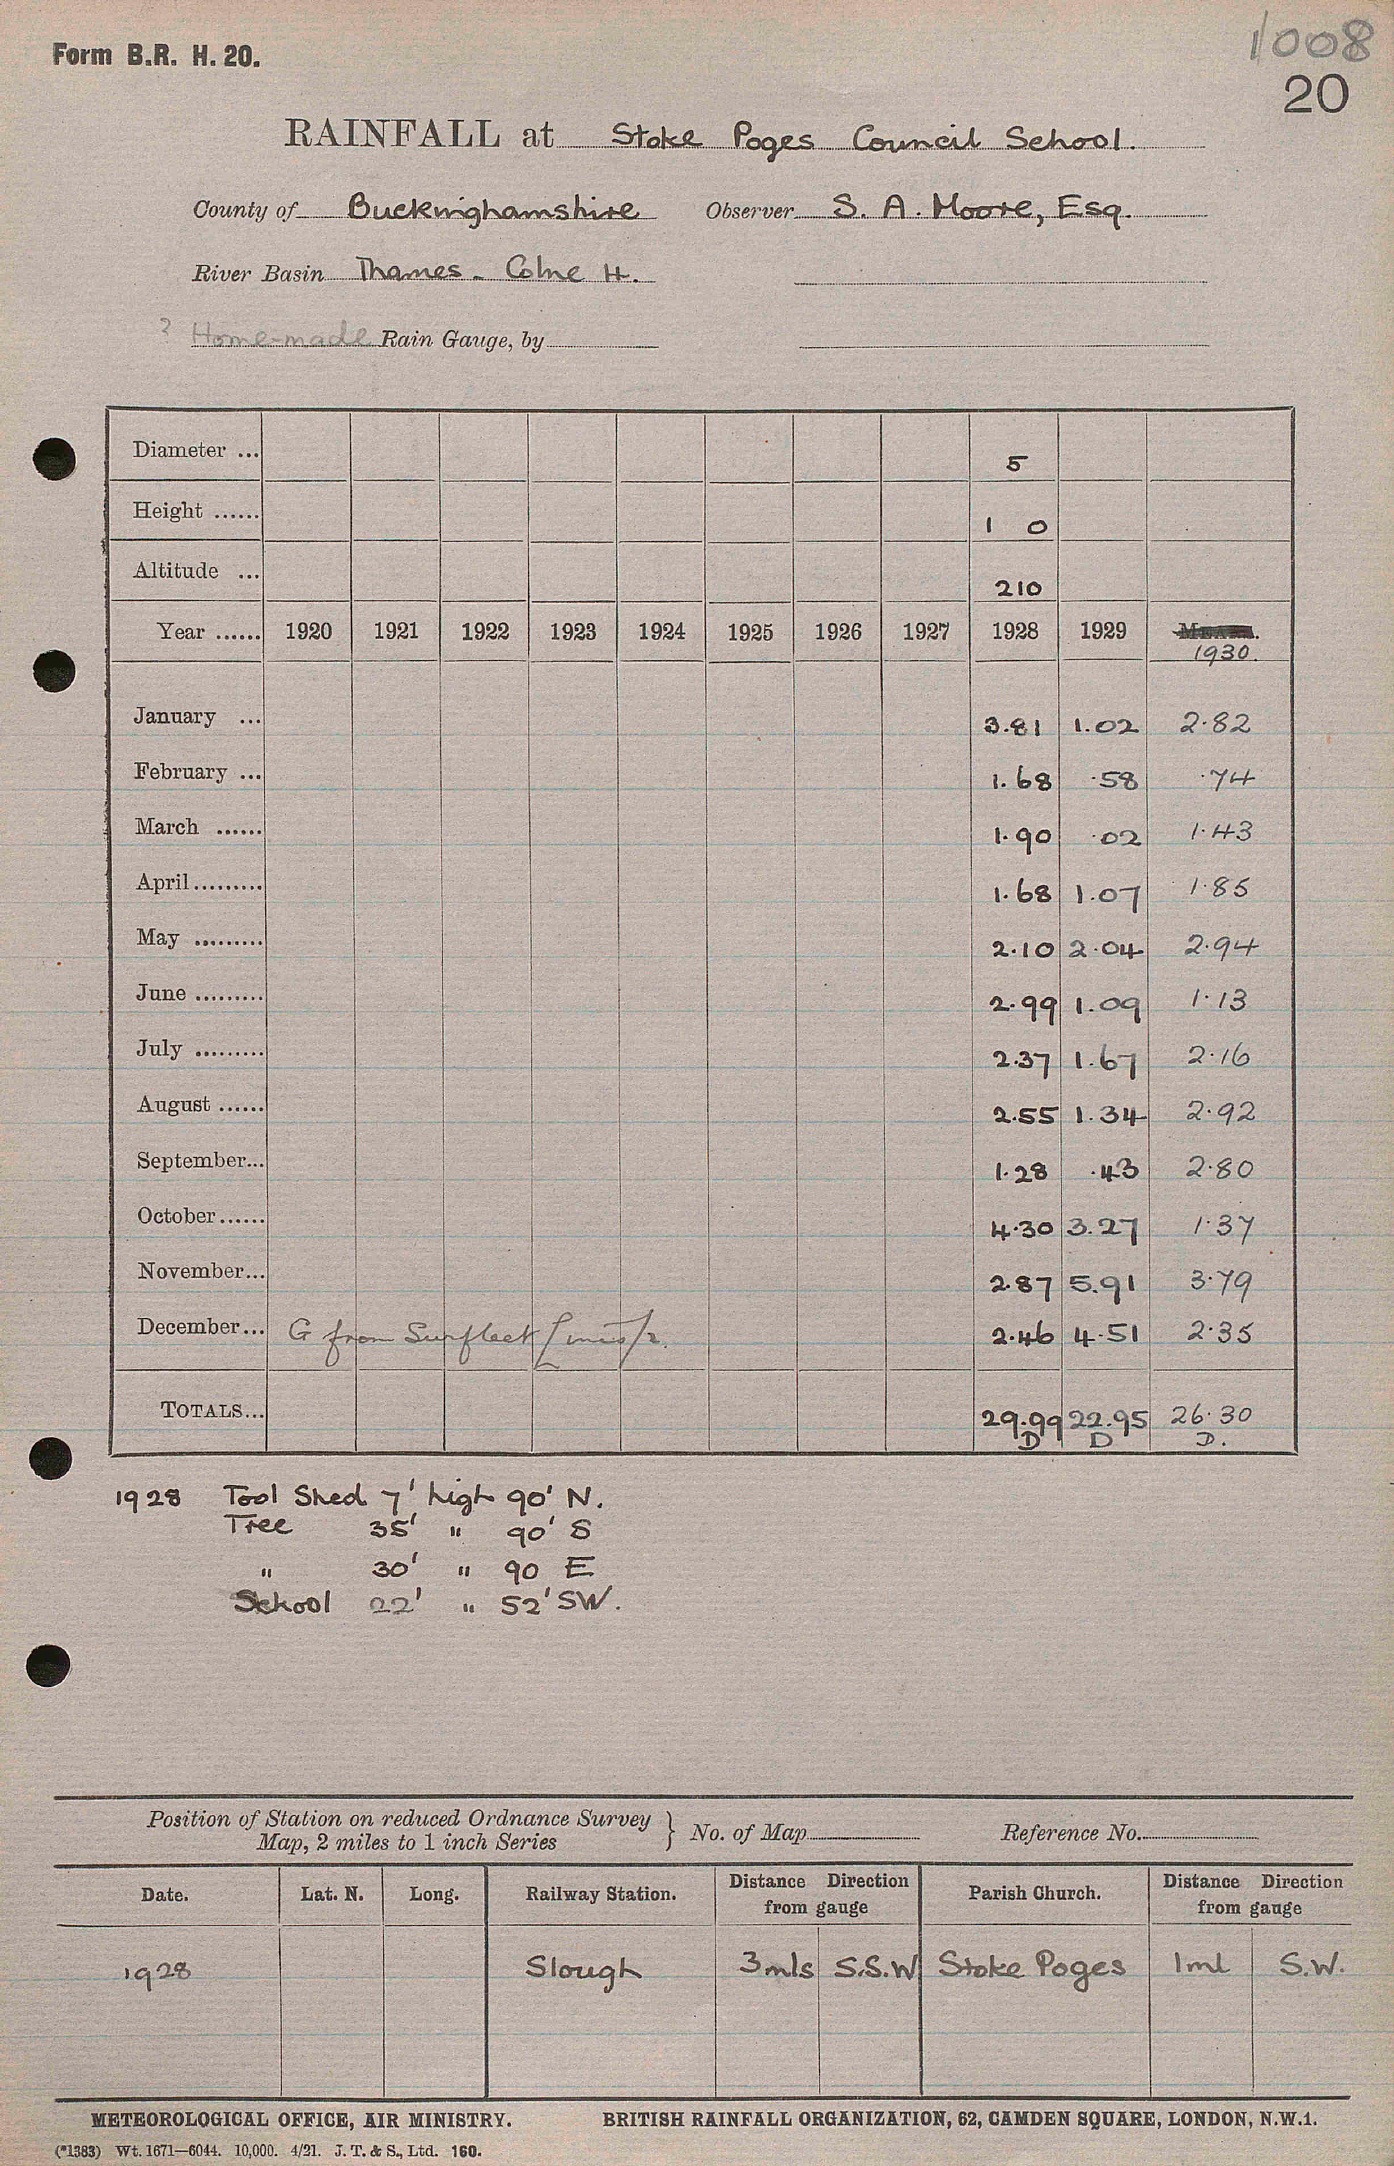 Form B.R. H. 20.
1008
20
RAINFALL at Stoke Poges Council School.
County of Buckinghamshire Observer S. A. Moore, Esq.
River Basin Thames - Colne 4.
? Home-made Rain Gauge, by
Diameter ... 5
Height ...... 1 0
Altitude ... 210
Year ...... 1920 1921 1922 1923 1924 1925 1926 1927 1928 1929 1930.
January ... 3.81 1.02 2.82
February ... 1.68 .58 .74
March ...... 1.90 .02 1.43
April......... 1.68 1.07 1.85
May ......... 2.10 2.04 2.94
June ......... 2.99 1.09 1.13
July ......... 2.37 1.67 2.16
August ...... 2.55 1.34 2.92
September... 1.28 .43 2.80
October...... 4.30 3.27 1.37
November... 2.87 5.91 3.79
December... G from Surfleet 2.46 4.51 2.35
TOTALS... 29.99 22.95 26.30
D D D.
1928 Tool Shed 7' high 90' N.
Tree 35' " 90' S
" 30' " 90 E
School 22' " 52' SW.
Position of Station on reduced Ordnance Survey
Map, 2 miles to 1 inch Series } No. of Map Reference No.
Date. Lat. N. Long. Railway Station. Distance Direction from gauge Parish Church. Distance Direction from gauge
1928 Slough 3mls S.S.W Stoke Poges 1ml S.W.
METEOROLOGICAL OFFICE, AIR MINISTRY. BRITISH RAINFALL ORGANIZATION, 62, CAMDEN SQUARE, LONDON, N.W.1.
(*1383) Wt. 1671—6044. 10,000. 4/21. J. T. & S., Ltd. 160.